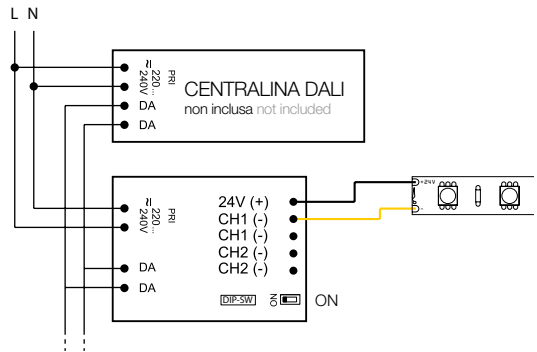 L N
≂ 220...
240V
PRI
DA
DA
CENTRALINA DALI
non inclusa not included
≂ 220...
240V
PRI
DA
DA
24V (+)
CH1 (-)
CH1 (-)
CH2 (-)
CH2 (-)
DIP-SW
ON
ON
+24V
-